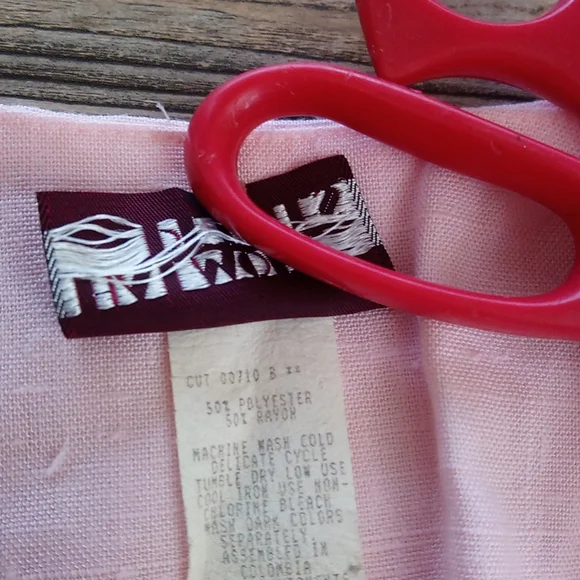 CUT 00710 B **
50% POLYESTER
50% RAYON
MACHINE WASH COLD
DELICATE CYCLE
TUMBLE DRY LOW USE
COOL IRON USE NON-
CHLORINE BLEACH
WASH DARK COLORS
SEPARATELY.
ASSEMBLED IN
COLOMBIA